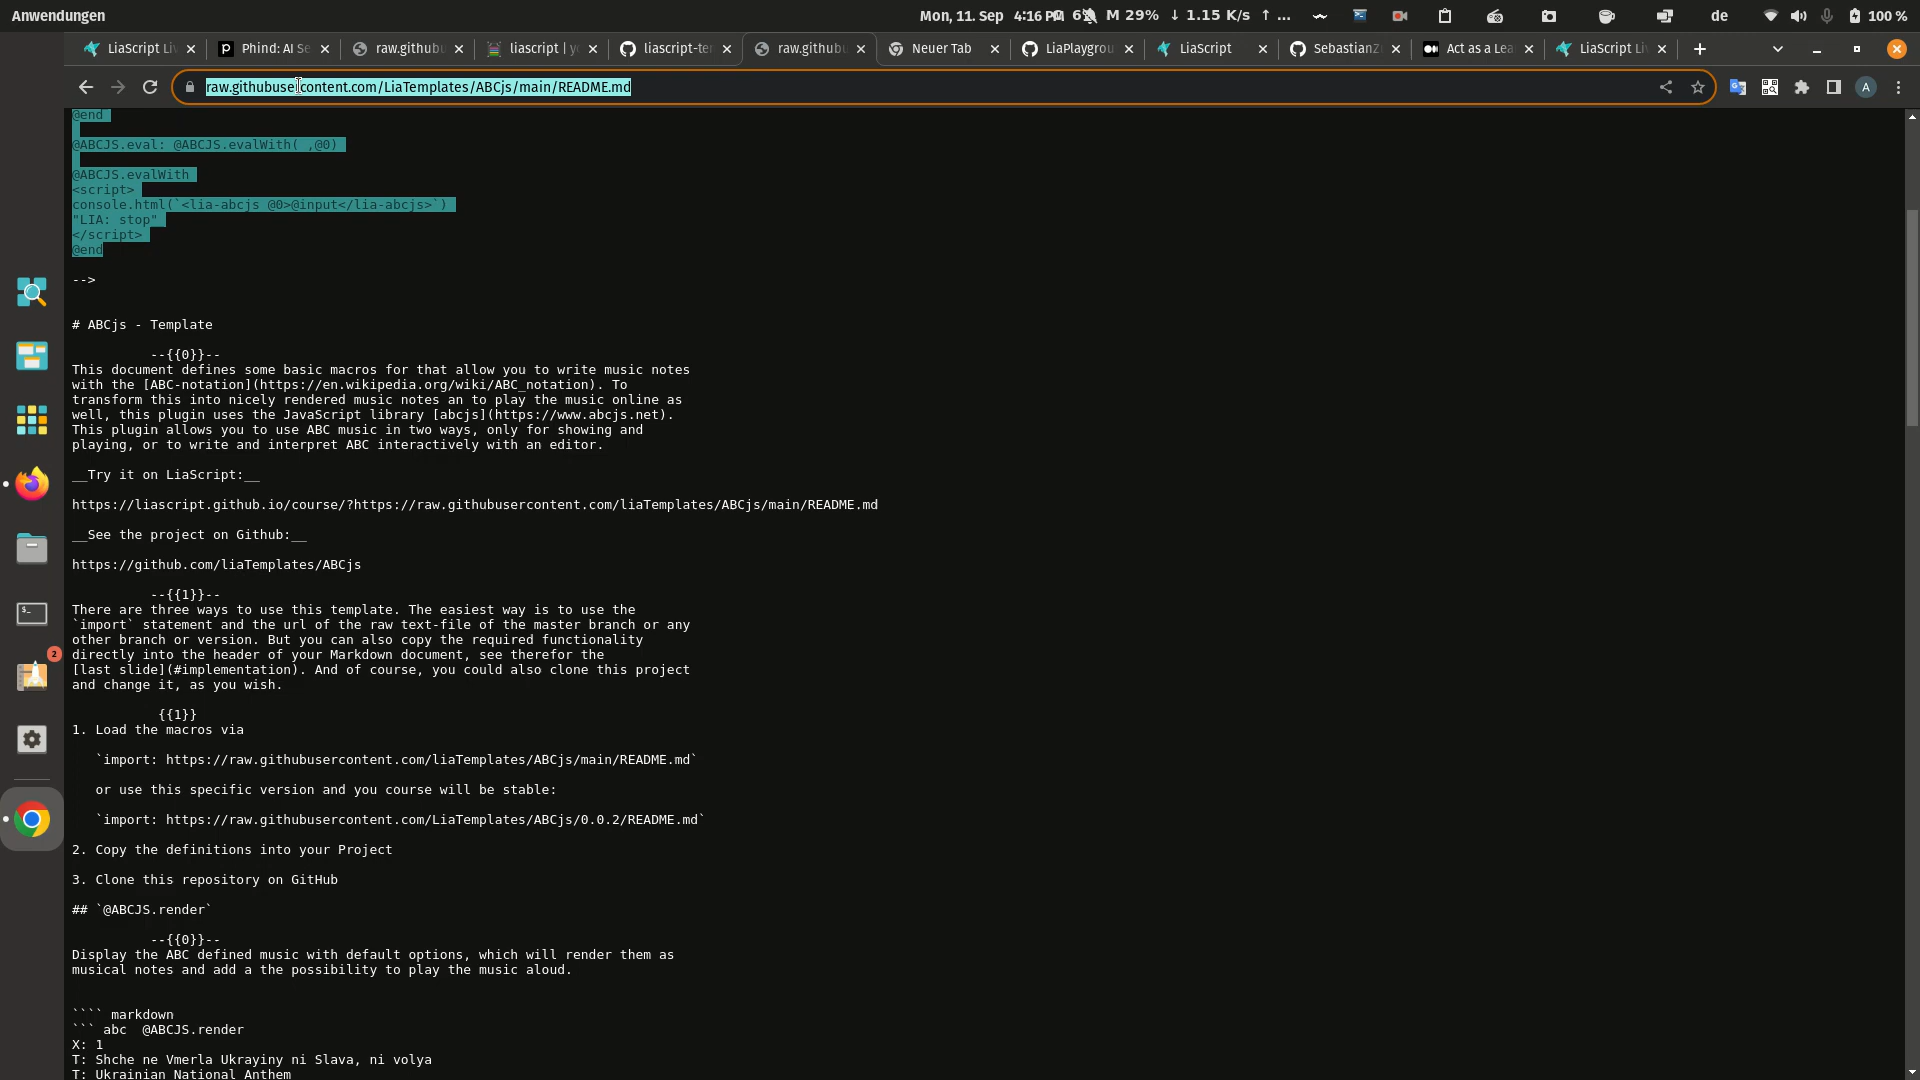 Anwendungen
Mon, 11. Sep 4:16 PM
M 29% ↓ 1.15 K/s ↑ ...
de
100 %
LiaScript Li
Phind: AI Se
raw.githubu
liascript | y
liascript-te
raw.githubu
Neuer Tab
LiaPlaygrou
LiaScript
SebastianZ
Act as a Lea
LiaScript Li
raw.githubusercontent.com/LiaTemplates/ABCjs/main/README.md
A
@end
@ABCJS.eval: @ABCJS.evalWith( ,@0)
@ABCJS.evalWith
<script>
console.html(`<lia-abcjs @0>@input</lia-abcjs>`)
"LIA: stop"
</script>
@end
-->
# ABCjs - Template
--{{0}}--
This document defines some basic macros for that allow you to write music notes
with the [ABC-notation](https://en.wikipedia.org/wiki/ABC_notation). To
transform this into nicely rendered music notes an to play the music online as
well, this plugin uses the JavaScript library [abcjs](https://www.abcjs.net).
This plugin allows you to use ABC music in two ways, only for showing and
playing, or to write and interpret ABC interactively with an editor.
__Try it on LiaScript:__
https://liascript.github.io/course/?https://raw.githubusercontent.com/liaTemplates/ABCjs/main/README.md
__See the project on Github:__
https://github.com/liaTemplates/ABCjs
--{{1}}--
There are three ways to use this template. The easiest way is to use the
`import` statement and the url of the raw text-file of the master branch or any
other branch or version. But you can also copy the required functionality
directly into the header of your Markdown document, see therefor the
[last slide](#implementation). And of course, you could also clone this project
and change it, as you wish.
{{1}}
1. Load the macros via
`import: https://raw.githubusercontent.com/liaTemplates/ABCjs/main/README.md`
or use this specific version and you course will be stable:
`import: https://raw.githubusercontent.com/LiaTemplates/ABCjs/0.0.2/README.md`
2. Copy the definitions into your Project
3. Clone this repository on GitHub
## `@ABCJS.render`
--{{0}}--
Display the ABC defined music with default options, which will render them as
musical notes and add a the possibility to play the music aloud.
```` markdown
``` abc  @ABCJS.render
X: 1
T: Shche ne Vmerla Ukrayiny ni Slava, ni volya
T: Ukrainian National Anthem
2